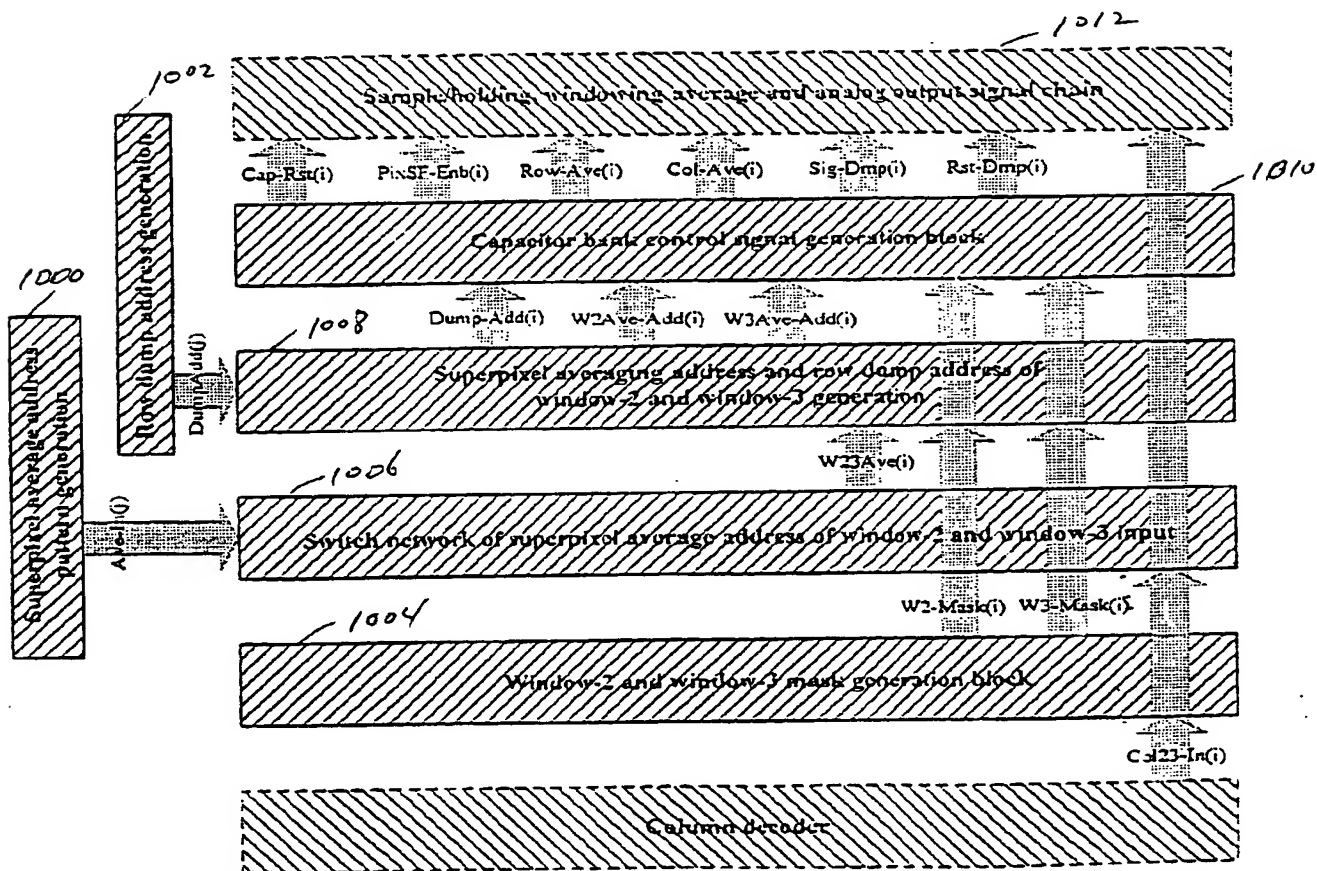 1012
1002
Sample/holding, windowing average and analog output signal chain
Cap-Rst(i) PixSF-Enb(i) Row-Ave(i) Col-Ave(i) Sig-Dmp(i) Rst-Dmp(i)
1010
Capacitor bank control signal generation block
1000
Row dump address generation
Superpixel average address pattern generation
Dump-Add(i) W2Ave-Add(i) W3Ave-Add(i)
1008
DumpAdd(j)
Superpixel averaging address and row dump address of
window-2 and window-3 generation
W23Ave(i)
1006
Ave-In(j)
Switch network of superpixel average address of window-2 and window-3 input
W2-Mask(i) W3-Mask(i)
1004
Window-2 and window-3 mask generation block
Col23-In(i)
Column decoder